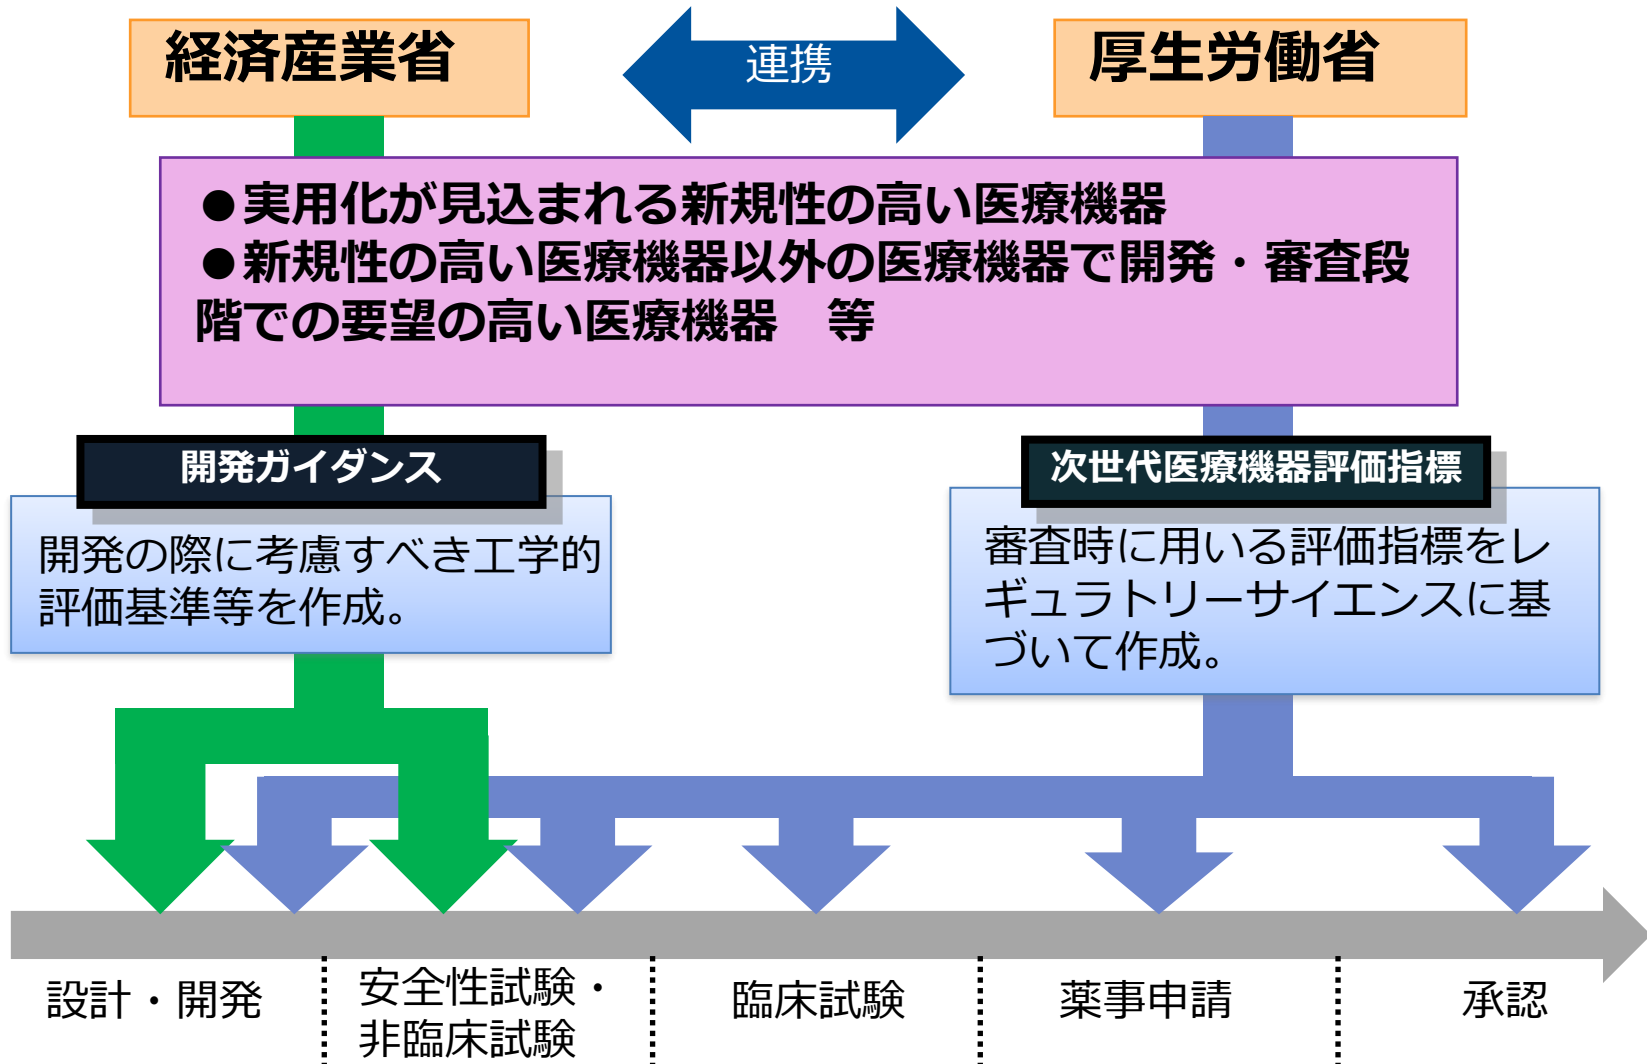 経済産業省
連携
厚生労働省
●実用化が見込まれる新規性の高い医療機器
●新規性の高い医療機器以外の医療機器で開発・審査段
階での要望の高い医療機器　等
開発ガイダンス
開発の際に考慮すべき工学的
評価基準等を作成。
次世代医療機器評価指標
審査時に用いる評価指標をレ
ギュラトリーサイエンスに基
づいて作成。
設計・開発
安全性試験・
非臨床試験
臨床試験
薬事申請
承認